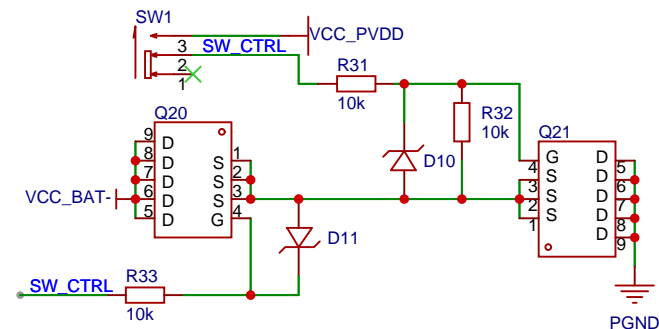 SW1
VCC_PVDD
3 SW_CTRL
2
1
R31
10k
R32
10k
Q20
9 D
8 D
7 D
6 D
5 D
S 1
S 2
S 3
G 4
VCC_BAT-
D10
Q21
G D
4 5
S D
3 6
S D
2 7
S D
1 8
D
9
D11
SW_CTRL
R33
10k
PGND